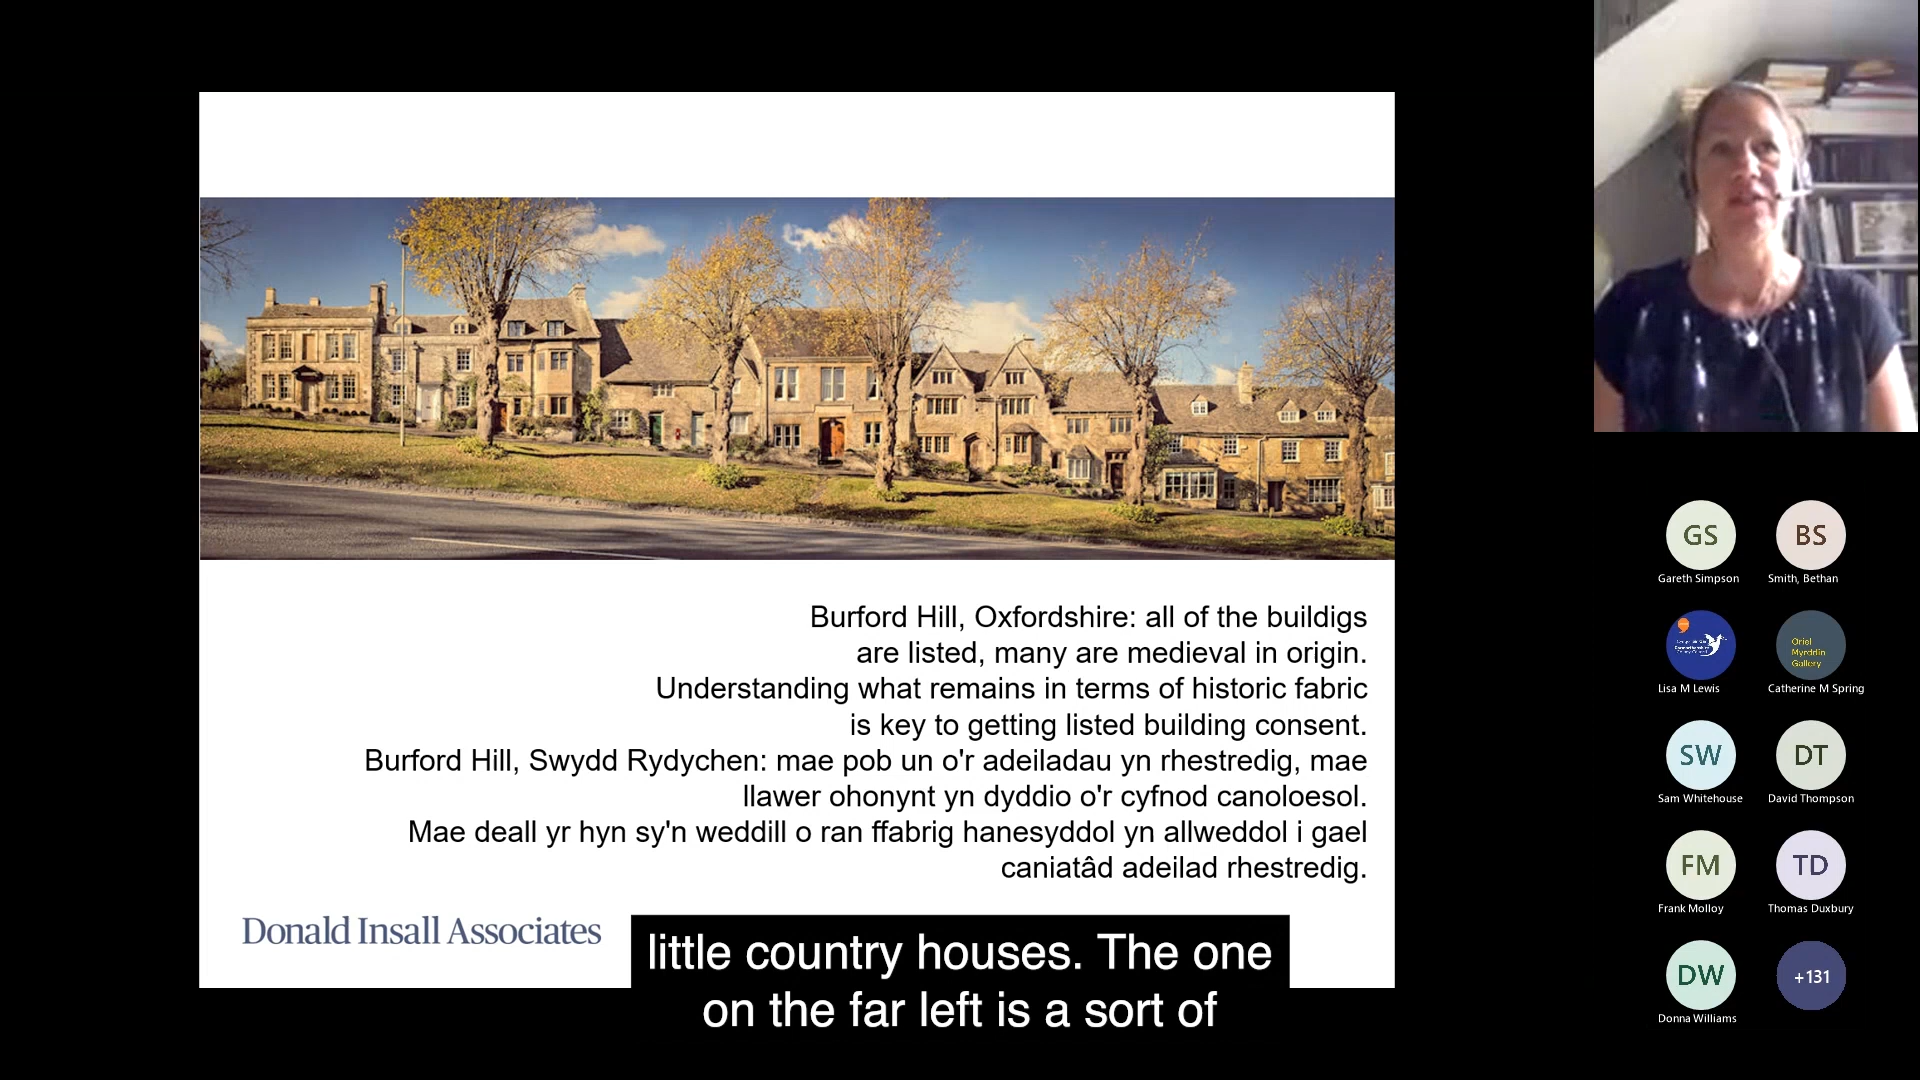 Burford Hill, Oxfordshire: all of the buildigs
are listed, many are medieval in origin.
Understanding what remains in terms of historic fabric
is key to getting listed building consent.
Burford Hill, Swydd Rydychen: mae pob un o'r adeiladau yn rhestredig, mae
llawer ohonynt yn dyddio o'r cyfnod canoloesol.
Mae deall yr hyn sy'n weddill o ran ffabrig hanesyddol yn allweddol i gael
caniatâd adeilad rhestredig.
Donald Insall Associates
little country houses. The one
on the far left is a sort of
GS
Gareth Simpson
BS
Smith, Bethan
Lisa M Lewis
Oriel
Myrddin
Gallery
Catherine M Spring
SW
Sam Whitehouse
DT
David Thompson
FM
Frank Molloy
TD
Thomas Duxbury
DW
Donna Williams
+131